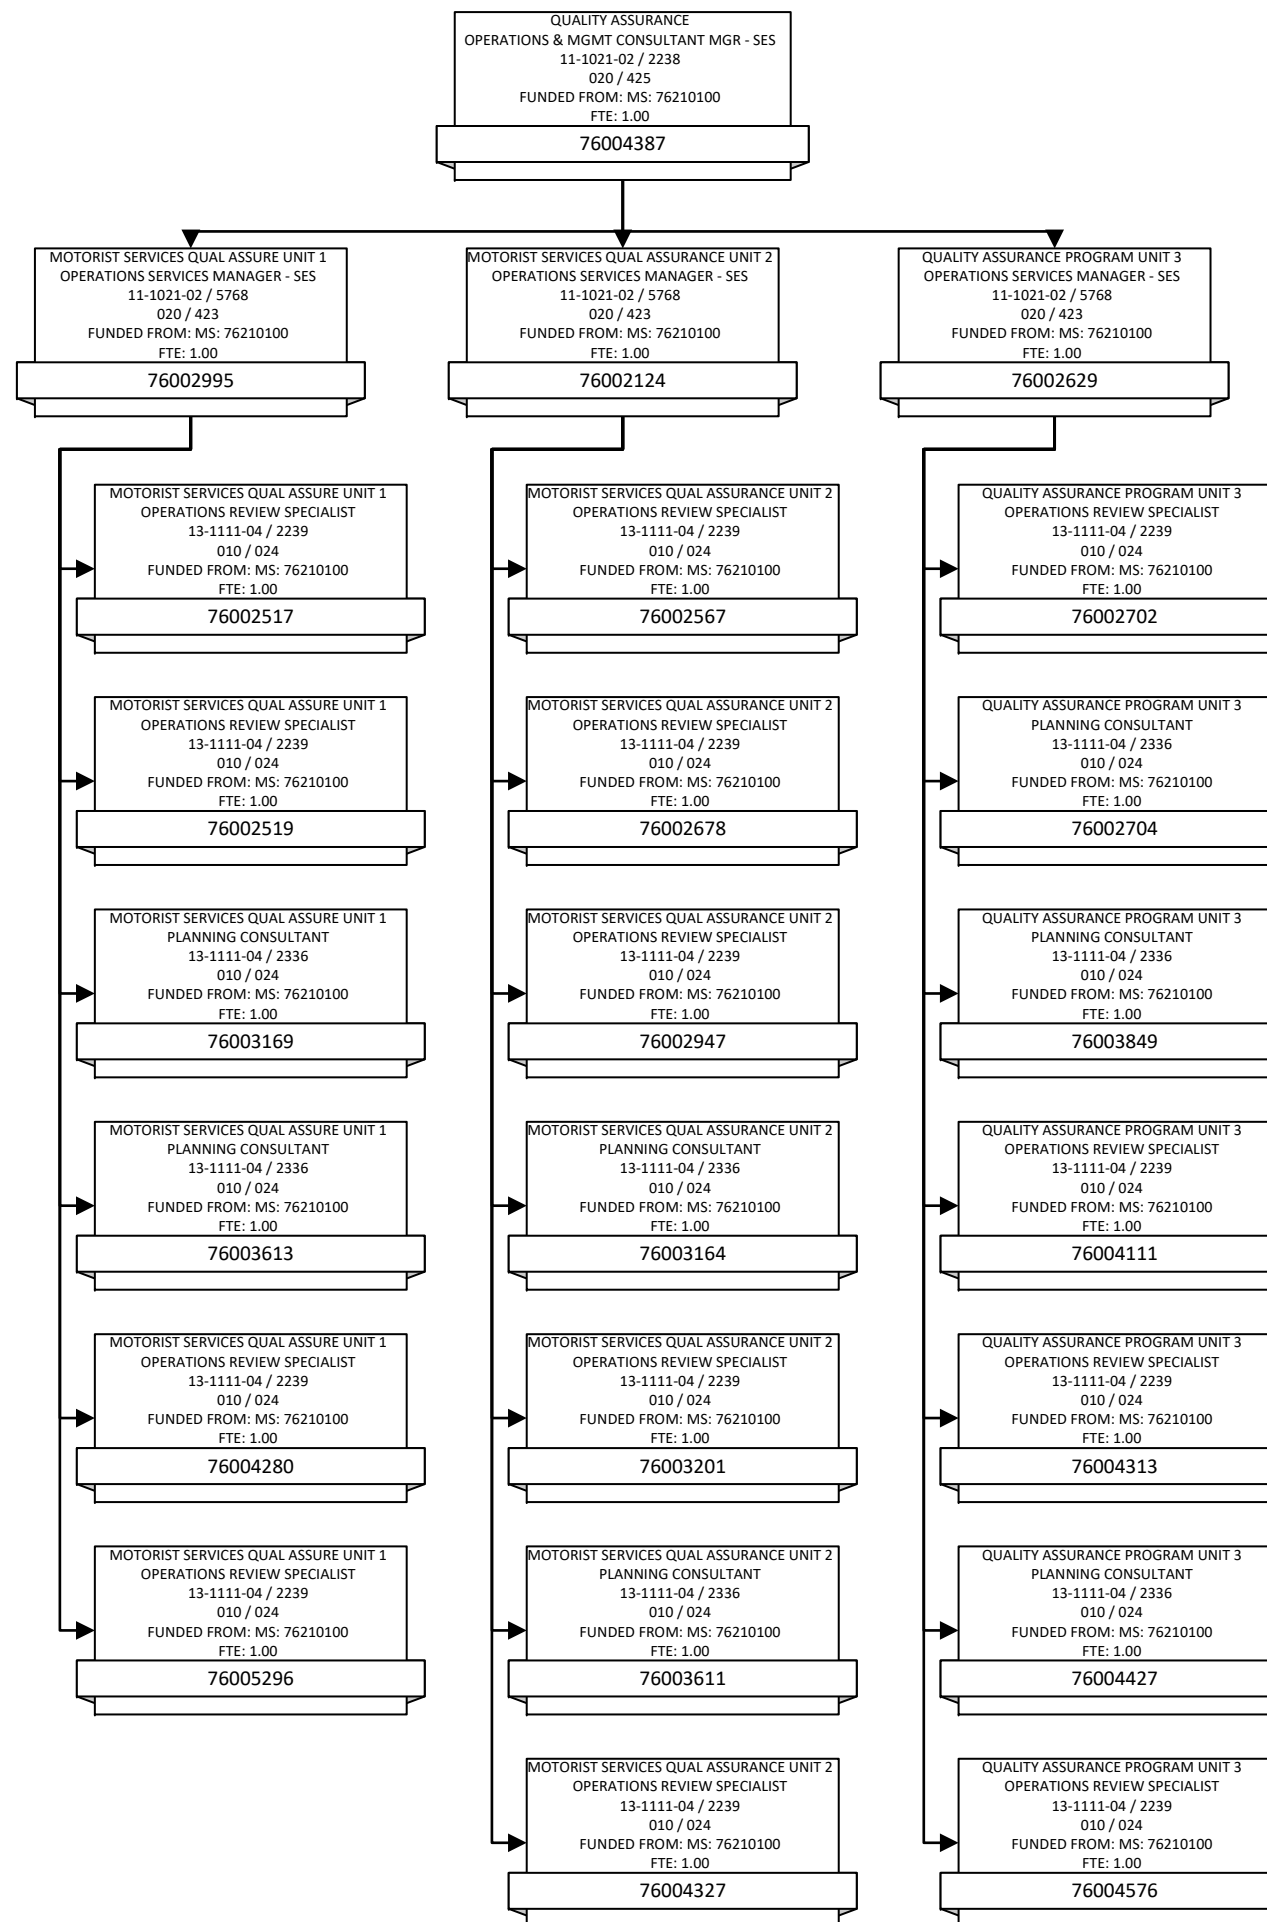 QUALITY ASSURANCE
OPERATIONS & MGMT CONSULTANT MGR - SES
11-1021-02 / 2238
020 / 425
FUNDED FROM: MS: 76210100
FTE: 1.00
76004387
MOTORIST SERVICES QUAL ASSURE UNIT 1
OPERATIONS SERVICES MANAGER - SES
11-1021-02 / 5768
020 / 423
FUNDED FROM: MS: 76210100
FTE: 1.00
76002995
MOTORIST SERVICES QUAL ASSURANCE UNIT 2
OPERATIONS SERVICES MANAGER - SES
11-1021-02 / 5768
020 / 423
FUNDED FROM: MS: 76210100
FTE: 1.00
76002124
QUALITY ASSURANCE PROGRAM UNIT 3
OPERATIONS SERVICES MANAGER - SES
11-1021-02 / 5768
020 / 423
FUNDED FROM: MS: 76210100
FTE: 1.00
76002629
MOTORIST SERVICES QUAL ASSURE UNIT 1
OPERATIONS REVIEW SPECIALIST
13-1111-04 / 2239
010 / 024
FUNDED FROM: MS: 76210100
FTE: 1.00
76002517
MOTORIST SERVICES QUAL ASSURANCE UNIT 2
OPERATIONS REVIEW SPECIALIST
13-1111-04 / 2239
010 / 024
FUNDED FROM: MS: 76210100
FTE: 1.00
76002567
QUALITY ASSURANCE PROGRAM UNIT 3
OPERATIONS REVIEW SPECIALIST
13-1111-04 / 2239
010 / 024
FUNDED FROM: MS: 76210100
FTE: 1.00
76002702
MOTORIST SERVICES QUAL ASSURE UNIT 1
OPERATIONS REVIEW SPECIALIST
13-1111-04 / 2239
010 / 024
FUNDED FROM: MS: 76210100
FTE: 1.00
76002519
MOTORIST SERVICES QUAL ASSURANCE UNIT 2
OPERATIONS REVIEW SPECIALIST
13-1111-04 / 2239
010 / 024
FUNDED FROM: MS: 76210100
FTE: 1.00
76002678
QUALITY ASSURANCE PROGRAM UNIT 3
PLANNING CONSULTANT
13-1111-04 / 2336
010 / 024
FUNDED FROM: MS: 76210100
FTE: 1.00
76002704
MOTORIST SERVICES QUAL ASSURE UNIT 1
PLANNING CONSULTANT
13-1111-04 / 2336
010 / 024
FUNDED FROM: MS: 76210100
FTE: 1.00
76003169
MOTORIST SERVICES QUAL ASSURANCE UNIT 2
OPERATIONS REVIEW SPECIALIST
13-1111-04 / 2239
010 / 024
FUNDED FROM: MS: 76210100
FTE: 1.00
76002947
QUALITY ASSURANCE PROGRAM UNIT 3
PLANNING CONSULTANT
13-1111-04 / 2336
010 / 024
FUNDED FROM: MS: 76210100
FTE: 1.00
76003849
MOTORIST SERVICES QUAL ASSURE UNIT 1
PLANNING CONSULTANT
13-1111-04 / 2336
010 / 024
FUNDED FROM: MS: 76210100
FTE: 1.00
76003613
MOTORIST SERVICES QUAL ASSURANCE UNIT 2
PLANNING CONSULTANT
13-1111-04 / 2336
010 / 024
FUNDED FROM: MS: 76210100
FTE: 1.00
76003164
QUALITY ASSURANCE PROGRAM UNIT 3
OPERATIONS REVIEW SPECIALIST
13-1111-04 / 2239
010 / 024
FUNDED FROM: MS: 76210100
FTE: 1.00
76004111
MOTORIST SERVICES QUAL ASSURE UNIT 1
OPERATIONS REVIEW SPECIALIST
13-1111-04 / 2239
010 / 024
FUNDED FROM: MS: 76210100
FTE: 1.00
76004280
MOTORIST SERVICES QUAL ASSURANCE UNIT 2
OPERATIONS REVIEW SPECIALIST
13-1111-04 / 2239
010 / 024
FUNDED FROM: MS: 76210100
FTE: 1.00
76003201
QUALITY ASSURANCE PROGRAM UNIT 3
OPERATIONS REVIEW SPECIALIST
13-1111-04 / 2239
010 / 024
FUNDED FROM: MS: 76210100
FTE: 1.00
76004313
MOTORIST SERVICES QUAL ASSURE UNIT 1
OPERATIONS REVIEW SPECIALIST
13-1111-04 / 2239
010 / 024
FUNDED FROM: MS: 76210100
FTE: 1.00
76005296
MOTORIST SERVICES QUAL ASSURANCE UNIT 2
PLANNING CONSULTANT
13-1111-04 / 2336
010 / 024
FUNDED FROM: MS: 76210100
FTE: 1.00
76003611
QUALITY ASSURANCE PROGRAM UNIT 3
PLANNING CONSULTANT
13-1111-04 / 2336
010 / 024
FUNDED FROM: MS: 76210100
FTE: 1.00
76004427
MOTORIST SERVICES QUAL ASSURANCE UNIT 2
OPERATIONS REVIEW SPECIALIST
13-1111-04 / 2239
010 / 024
FUNDED FROM: MS: 76210100
FTE: 1.00
76004327
QUALITY ASSURANCE PROGRAM UNIT 3
OPERATIONS REVIEW SPECIALIST
13-1111-04 / 2239
010 / 024
FUNDED FROM: MS: 76210100
FTE: 1.00
76004576